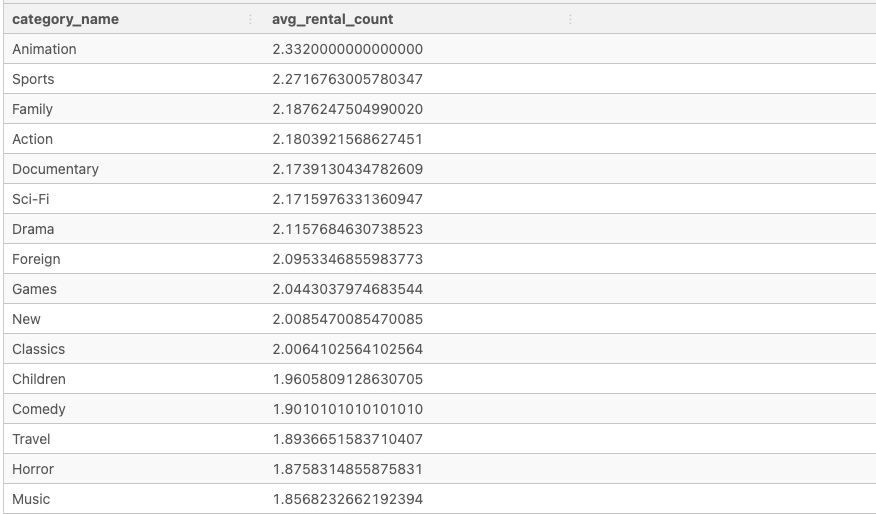 category_name avg_rental_count
Animation 2.3320000000000000
Sports 2.2716763005780347
Family 2.1876247504990020
Action 2.1803921568627451
Documentary 2.1739130434782609
Sci-Fi 2.1715976331360947
Drama 2.1157684630738523
Foreign 2.0953346855983773
Games 2.0443037974683544
New 2.0085470085470085
Classics 2.0064102564102564
Children 1.9605809128630705
Comedy 1.9010101010101010
Travel 1.8936651583710407
Horror 1.8758314855875831
Music 1.8568232662192394